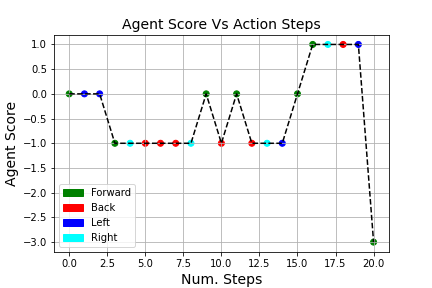 Agent Score Vs Action Steps
Agent Score
1.0
0.5
0.0
−0.5
−1.0
−1.5
−2.0
−2.5
−3.0
Forward
Back
Left
Right
0.0 2.5 5.0 7.5 10.0 12.5 15.0 17.5 20.0
Num. Steps